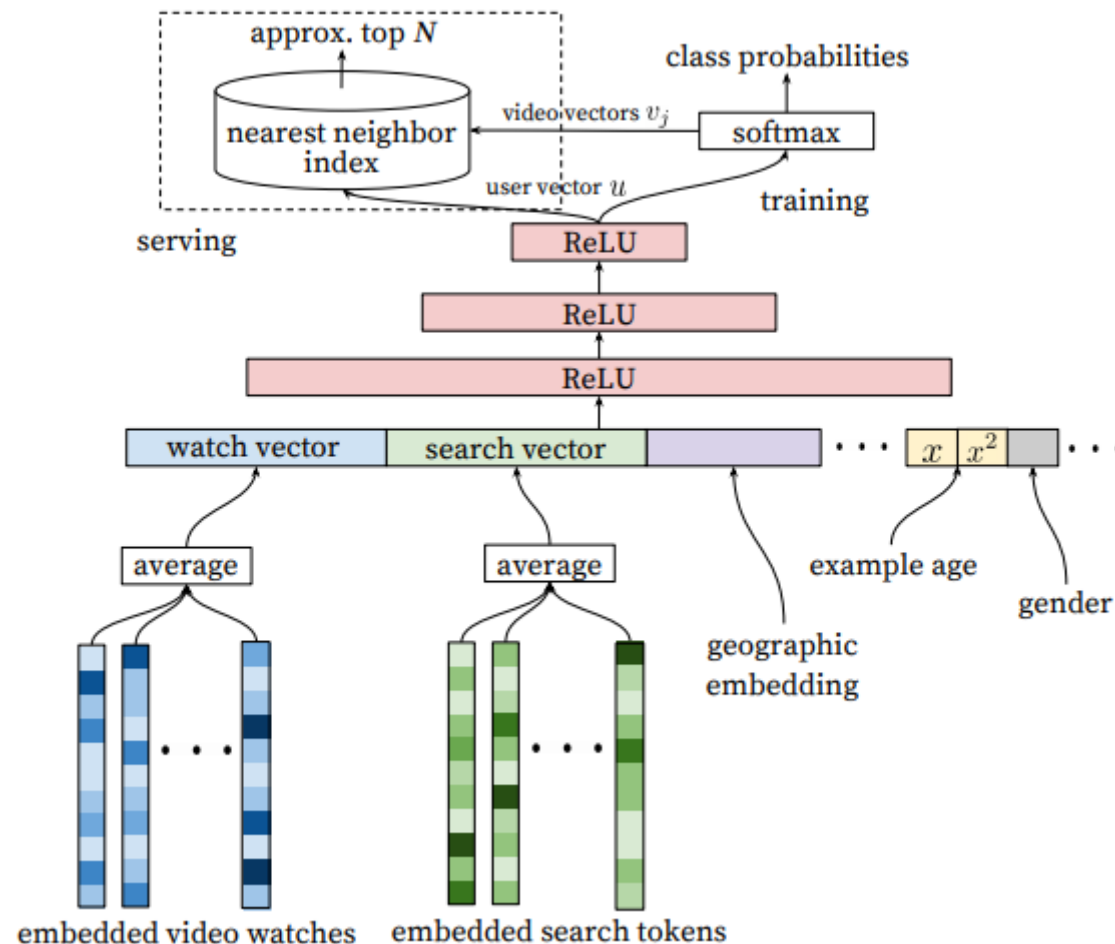 approx. top N
class probabilities
nearest neighbor
index
video vectors v_j
softmax
user vector u
training
serving
ReLU
ReLU
ReLU
watch vector
search vector
x
x^2
average
average
example age
gender
geographic
embedding
embedded video watches
embedded search tokens